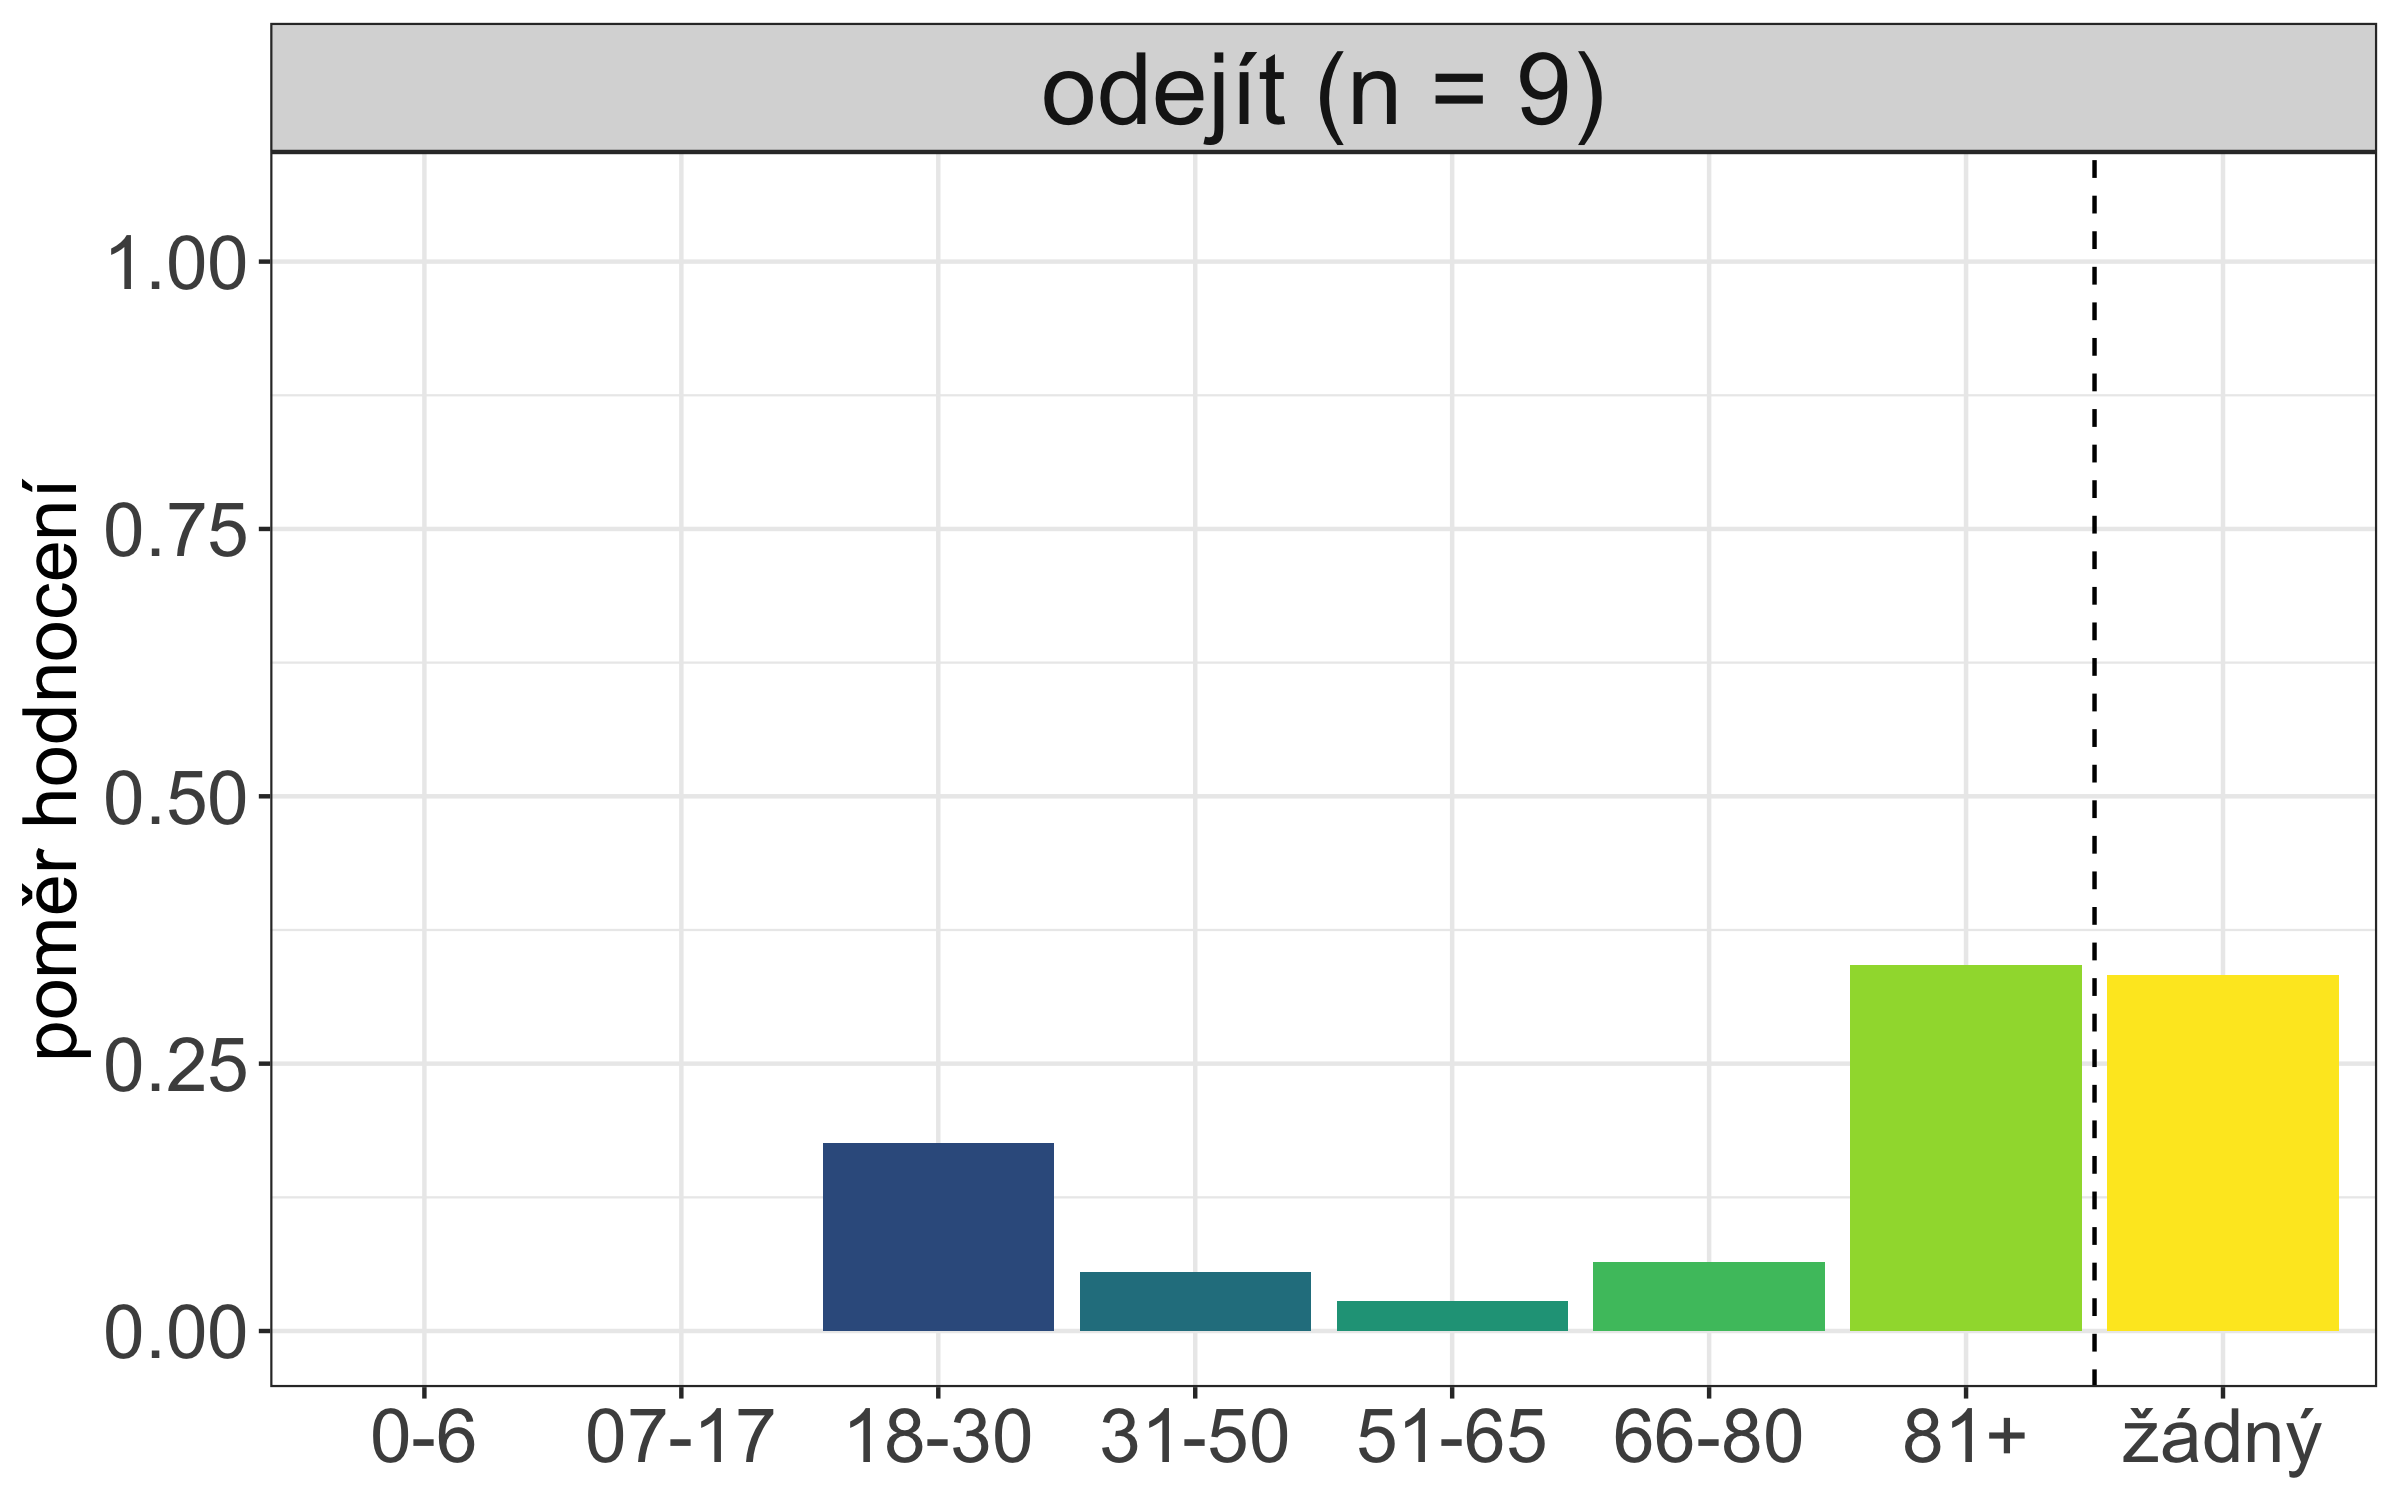 odejít (n = 9)
poměr hodnocení
1.00
0.75
0.50
0.25
0.00
0-6 07-17 18-30 31-50 51-65 66-80 81+ žádný